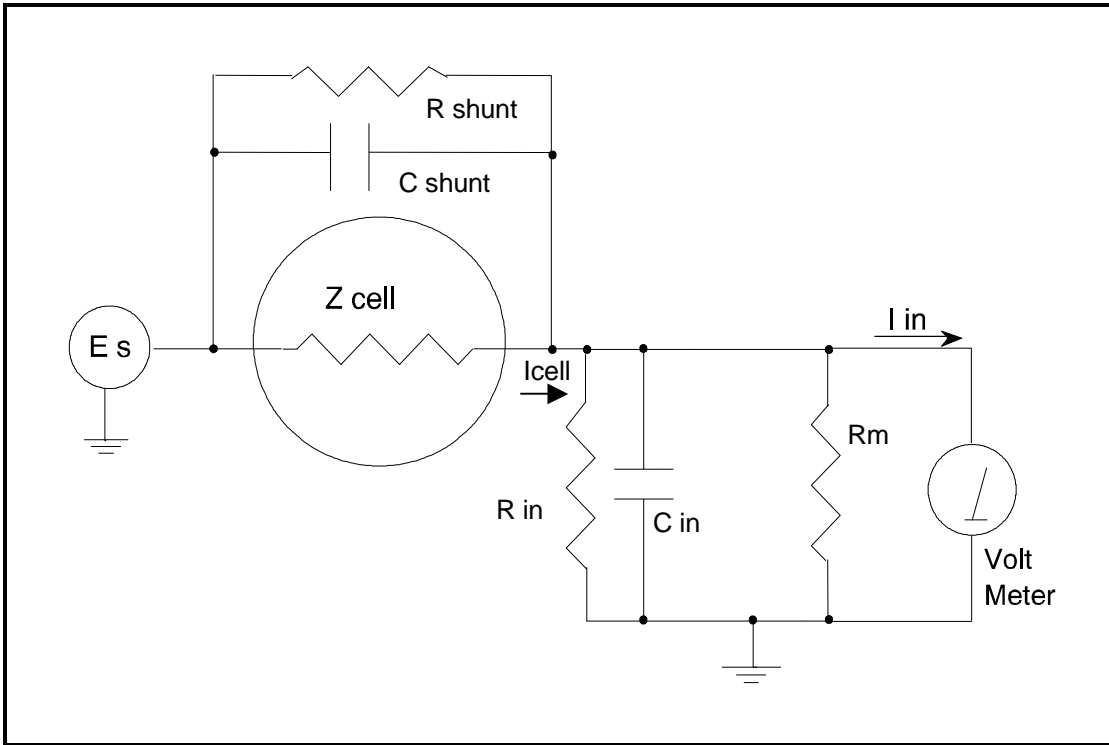 R shunt
C shunt
Z cell
E s
I in
Icell
Rm
R in
C in
Volt
Meter